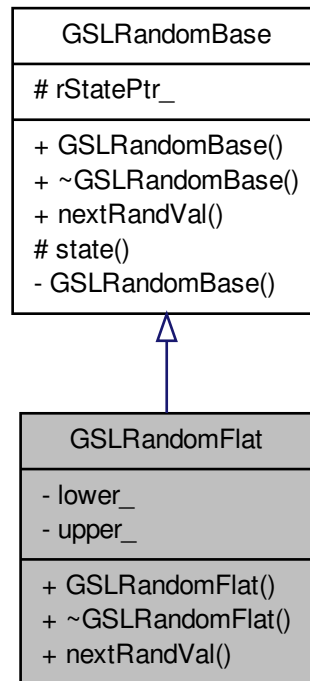 GSLRandomBase
# rStatePtr_
+ GSLRandomBase()
+ ~GSLRandomBase()
+ nextRandVal()
# state()
- GSLRandomBase()
GSLRandomFlat
- lower_
- upper_
+ GSLRandomFlat()
+ ~GSLRandomFlat()
+ nextRandVal()